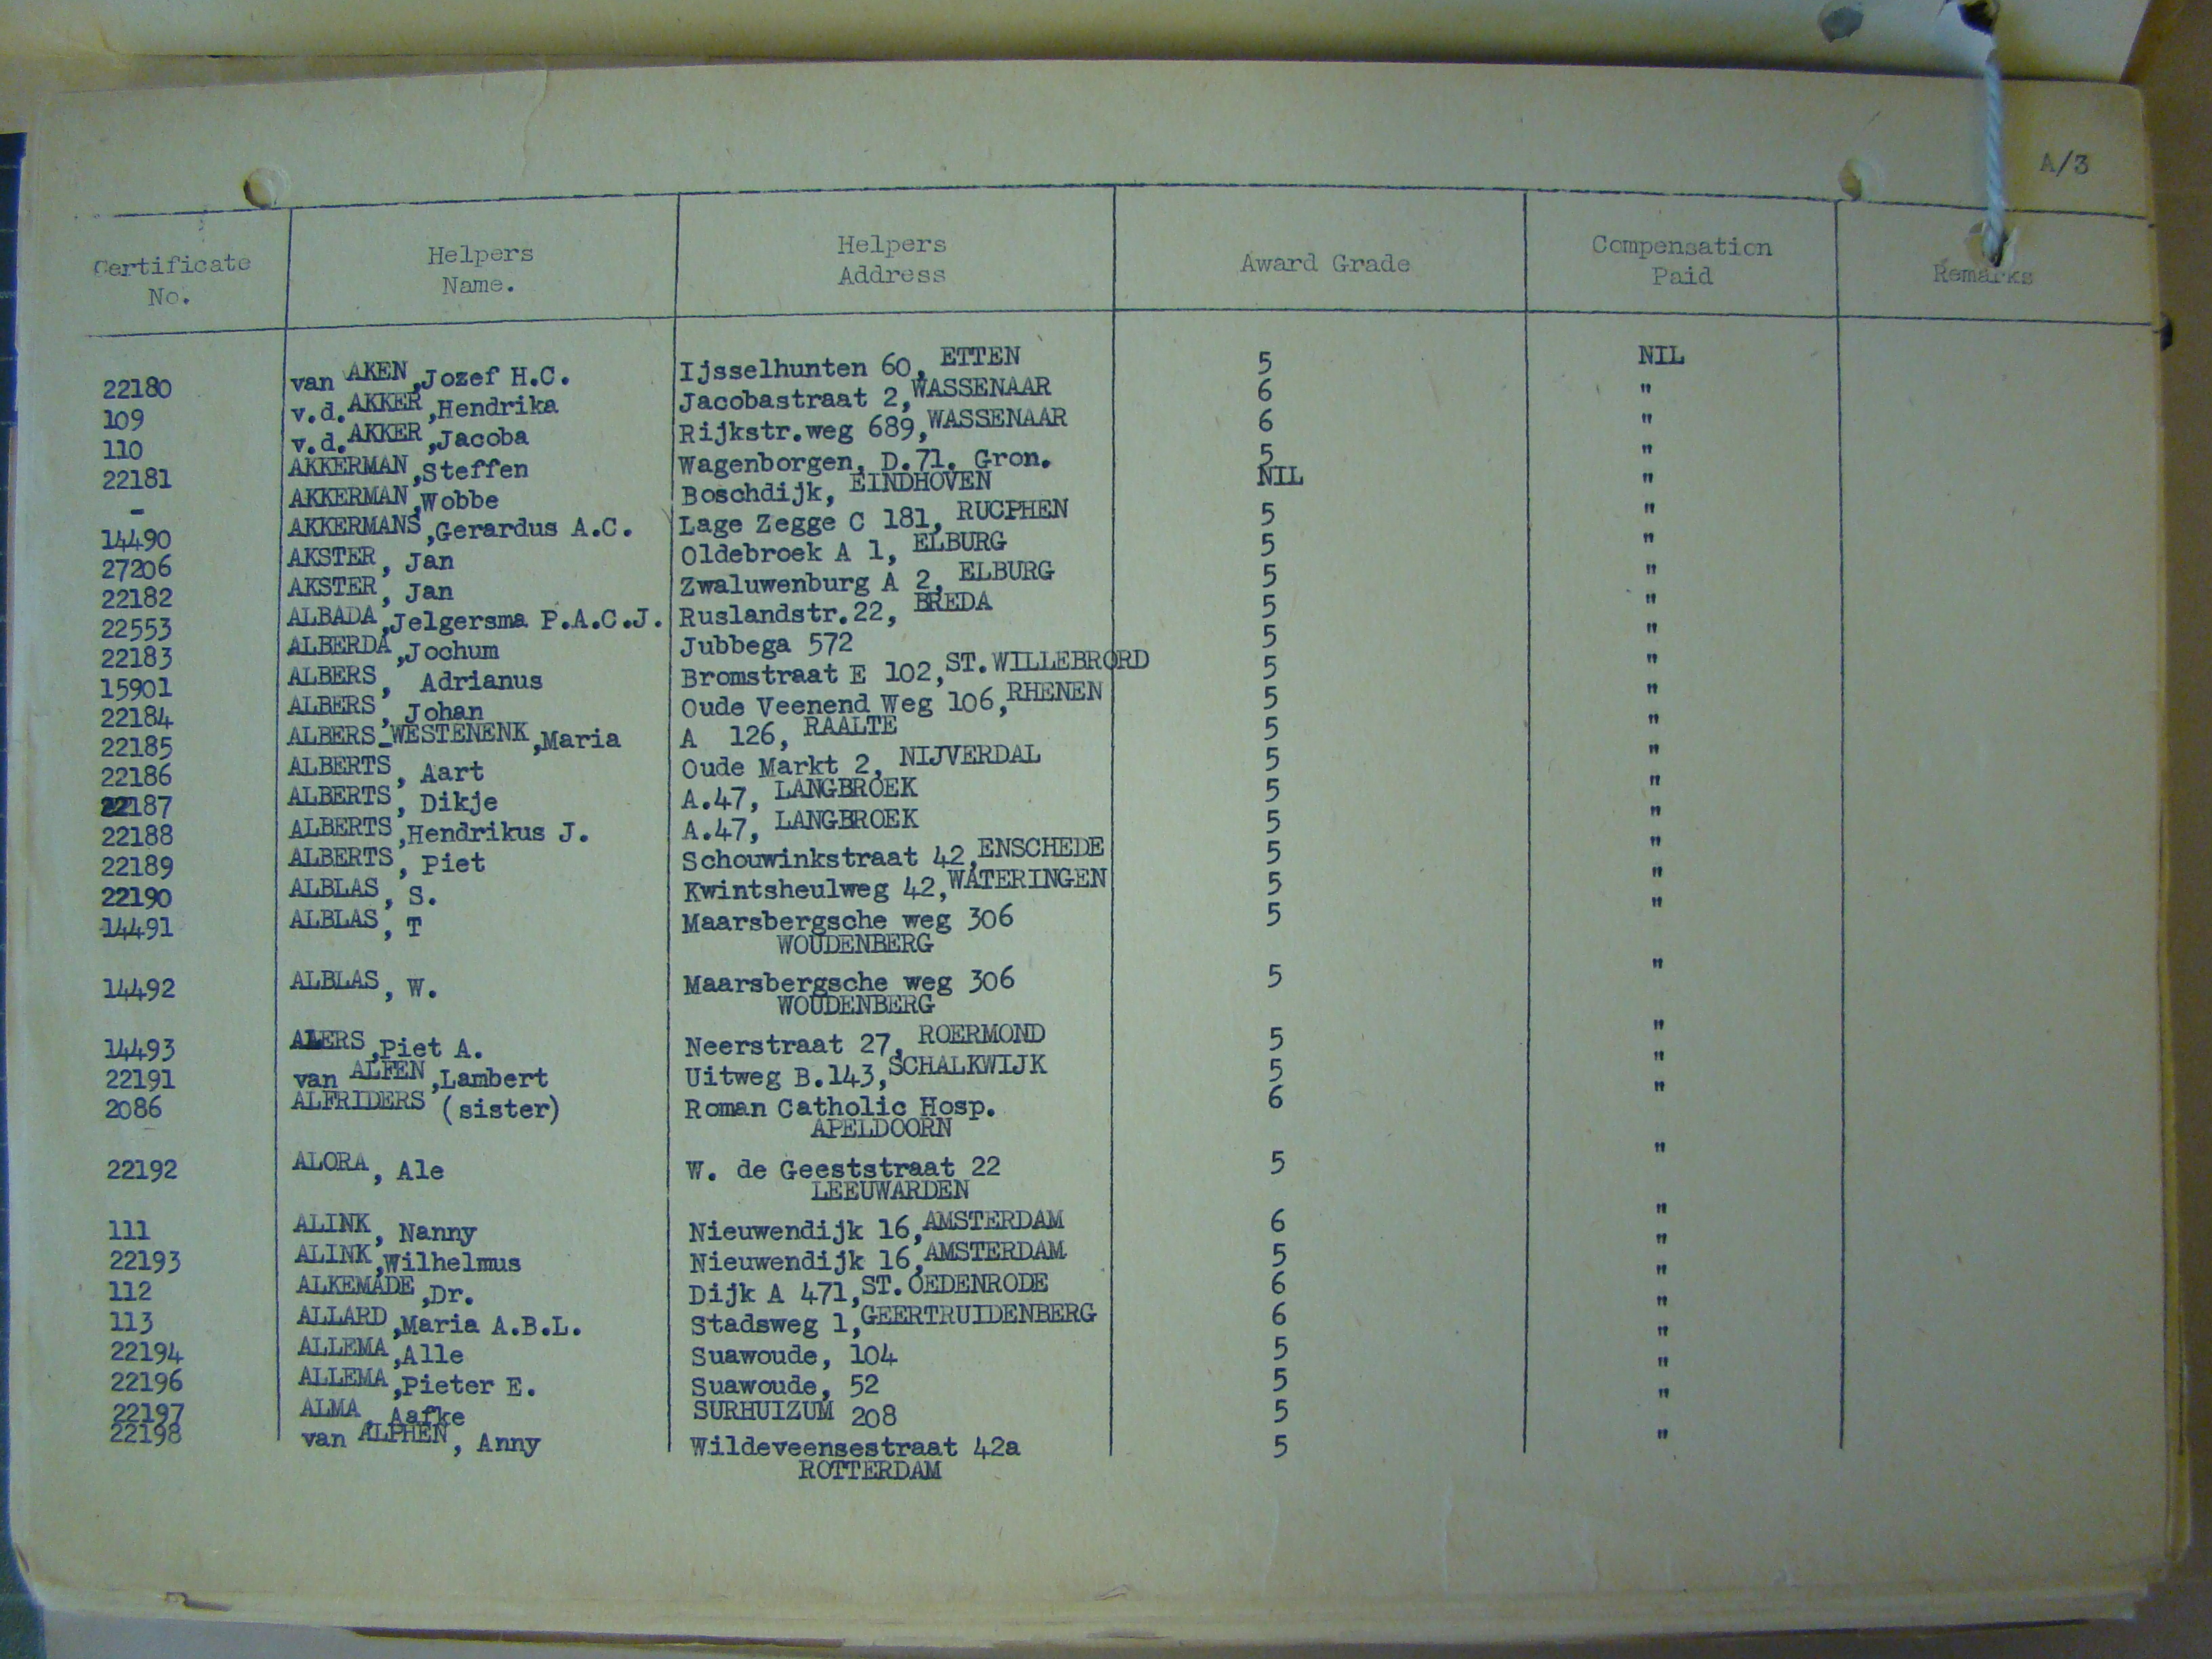 A/3
Certificate No. Helpers Name. Helpers Address Award Grade Compensation Paid Remarks
22180 van AKEN, Jozef H.C. Ijsselhunten 60, ETTEN 5 NIL
109 v.d. AKKER, Hendrika Jacobastraat 2, WASSENAAR 6 "
110 v.d. AKKER, Jacoba Rijkstr.weg 689, WASSENAAR 6 "
22181 AKKERMAN, Steffen Wagenborgen, D.71. Gron. 5 "
- AKKERMAN, Wobbe Boschdijk, EINDHOVEN NIL "
14490 AKKERMANS, Gerardus A.C. Lage Zegge C 181, RUCPHEN 5 "
27206 AKSTER, Jan Oldebroek A 1, ELBURG 5 "
22182 AKSTER, Jan Zwaluwenburg A 2, ELBURG 5 "
22553 ALBADA, Jelgersma P.A.C.J. Ruslandstr.22, BREDA 5 "
22183 ALBERDA, Jochum Jubbega 572 5 "
15901 ALBERS, Adrianus Bromstraat E 102, ST.WILLEBRORD 5 "
22184 ALBERS, Johan Oude Veenend Weg 106, RHENEN 5 "
22185 ALBERS-WESTENENK, Maria A 126, RAALTE 5 "
22186 ALBERTS, Aart Oude Markt 2, NIJVERDAL 5 "
22187 ALBERTS, Dikje A.47, LANGBROEK 5 "
22188 ALBERTS, Hendrikus J. A.47, LANGBROEK 5 "
22189 ALBERTS, Piet Schouwinkstraat 42, ENSCHEDE 5 "
22190 ALBLAS, S. Kwintsheulweg 42, WATERINGEN 5 "
14491 ALBLAS, T Maarsbergsche weg 306 5 "
WOUDENBERG
14492 ALBLAS, W. Maarsbergsche weg 306 5 "
WOUDENBERG
14493 ALERS, Piet A. Neerstraat 27, ROERMOND 5 "
22191 van ALFEN, Lambert Uitweg B.143, SCHALKWIJK 5 "
2086 ALFRIDERS (sister) Roman Catholic Hosp. 6 "
APELDOORN
22192 ALORA, Ale W. de Geeststraat 22 5 "
LEEUWARDEN
111 ALINK, Nanny Nieuwendijk 16, AMSTERDAM 6 "
22193 ALINK, Wilhelmus Nieuwendijk 16, AMSTERDAM 5 "
112 ALKEMADE, Dr. Dijk A 471, ST.OEDENRODE 6 "
113 ALLARD, Maria A.B.L. Stadsweg 1, GEERTRUIDENBERG 6 "
22194 ALLEMA, Alle Suawoude, 104 5 "
22196 ALLEMA, Pieter E. Suawoude, 52 5 "
22197 ALMA, Aafke SURHUIZUM 208 5 "
22198 van ALPHEN, Anny Wildeveensestraat 42a 5 "
ROTTERDAM